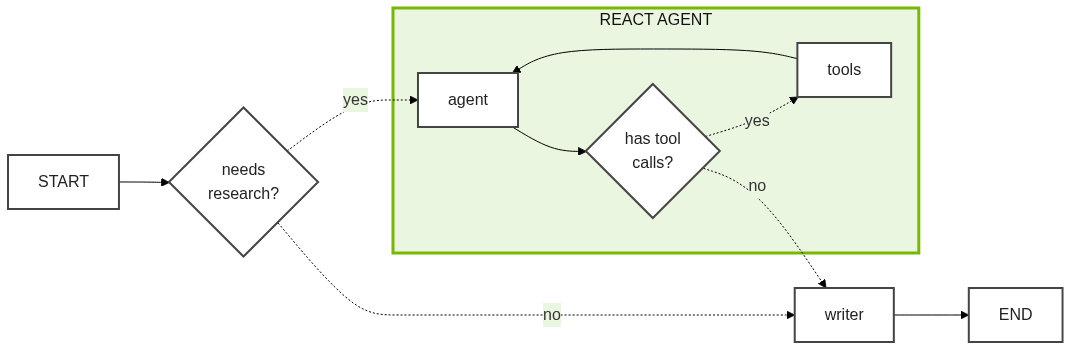 REACT AGENT
tools
yes
agent
yes
has tool
calls?
needs
research?
START
no
no
writer
END